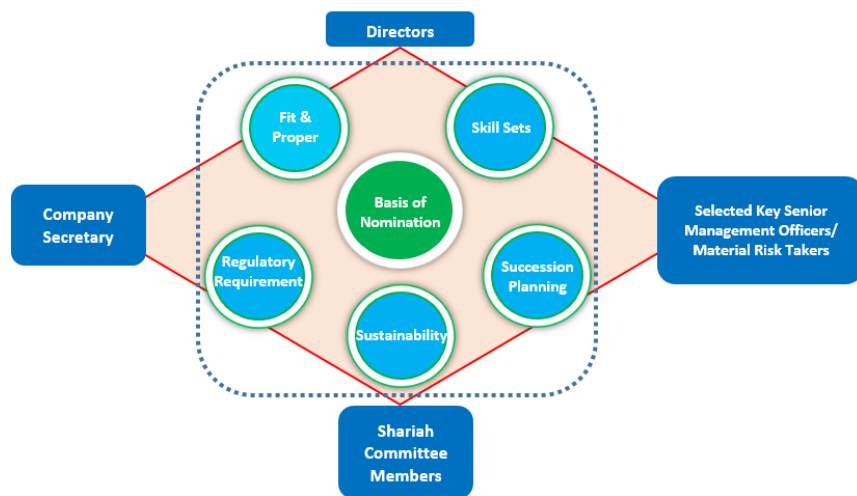 Directors
Fit &
Proper
Skill Sets
Basis of
Nomination
Company
Secretary
Selected Key Senior
Management Officers/
Material Risk Takers
Regulatory
Requirement
Succession
Planning
Sustainability
Shariah
Committee
Members